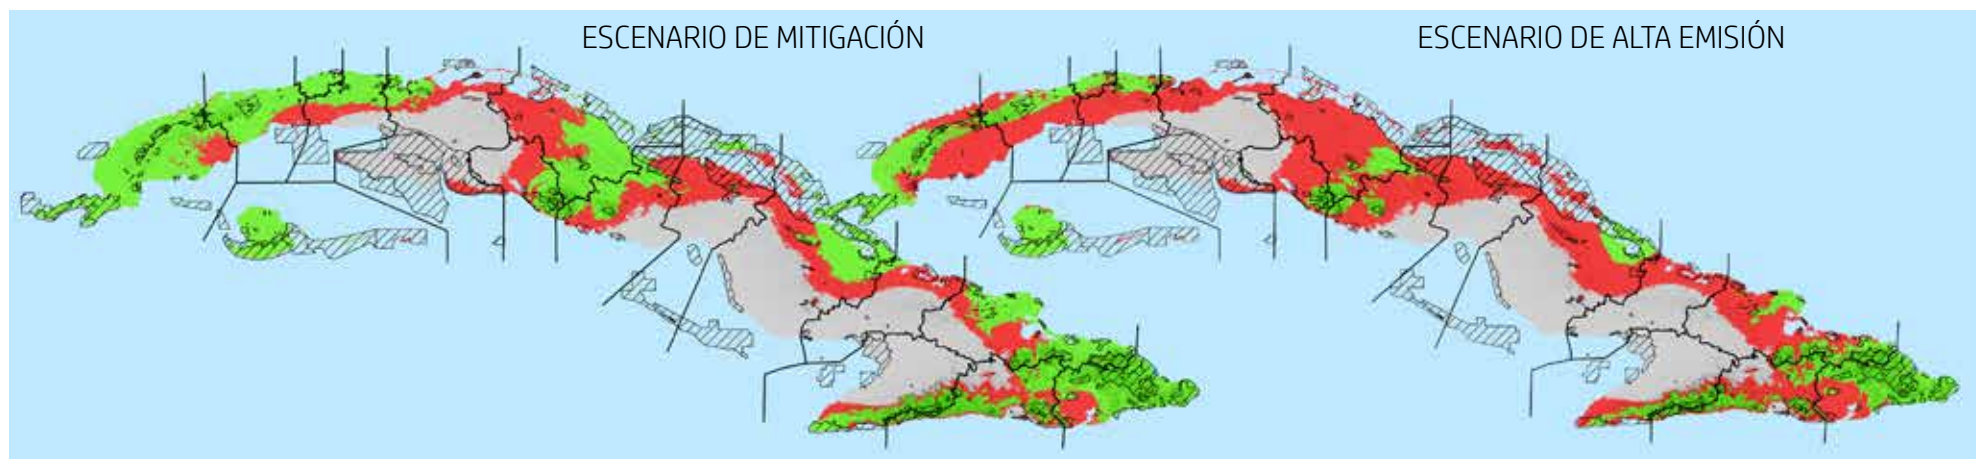 ESCENARIO DE MITIGACIÓN
ESCENARIO DE ALTA EMISIÓN